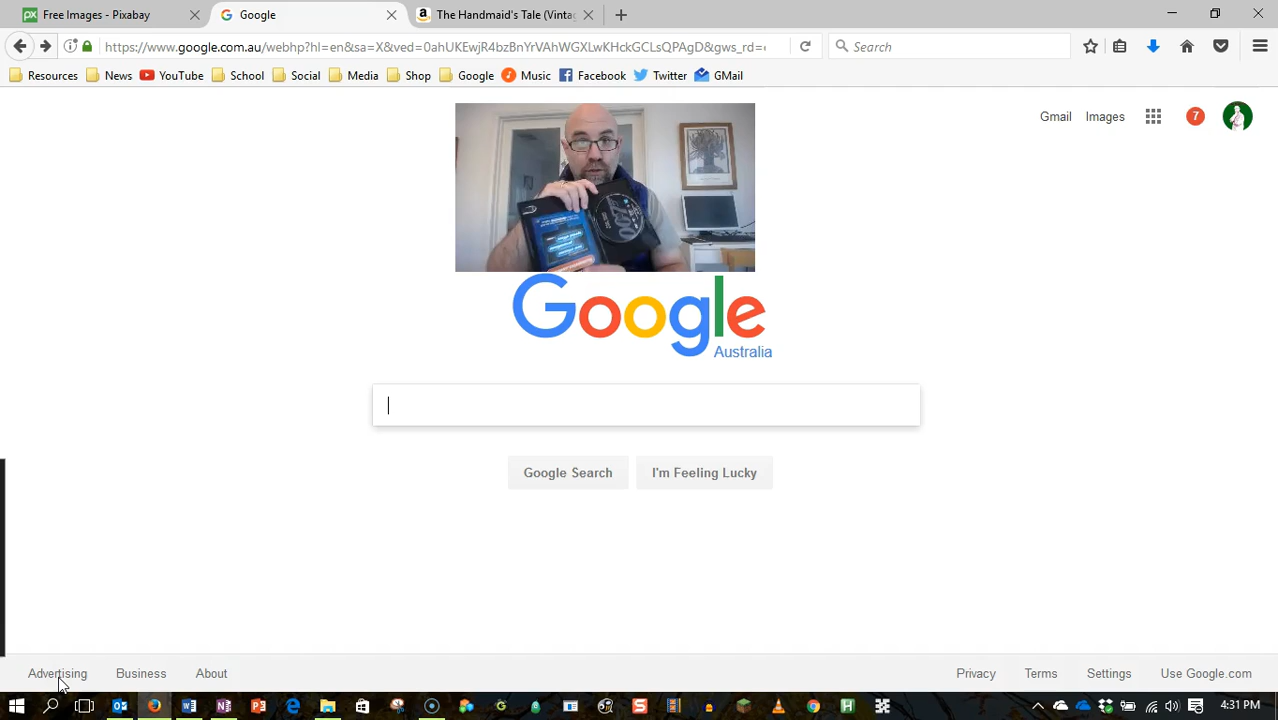 Free Images - Pixabay
Google
The Handmaid's Tale (Vinta
https://www.google.com.au/webhp?hl=en&sa=X&ved=0ahUKEwjR4bzBnYrVAhWGXLwKHckGCLsQPAgD&gws_rd=c
Search
Resources
News
YouTube
School
Social
Media
Shop
Google
Music
Facebook
Twitter
GMail
Gmail
Images
7
007
Google
Australia
Google Search
I'm Feeling Lucky
Advertising
Business
About
Privacy
Terms
Settings
Use Google.com
4:31 PM